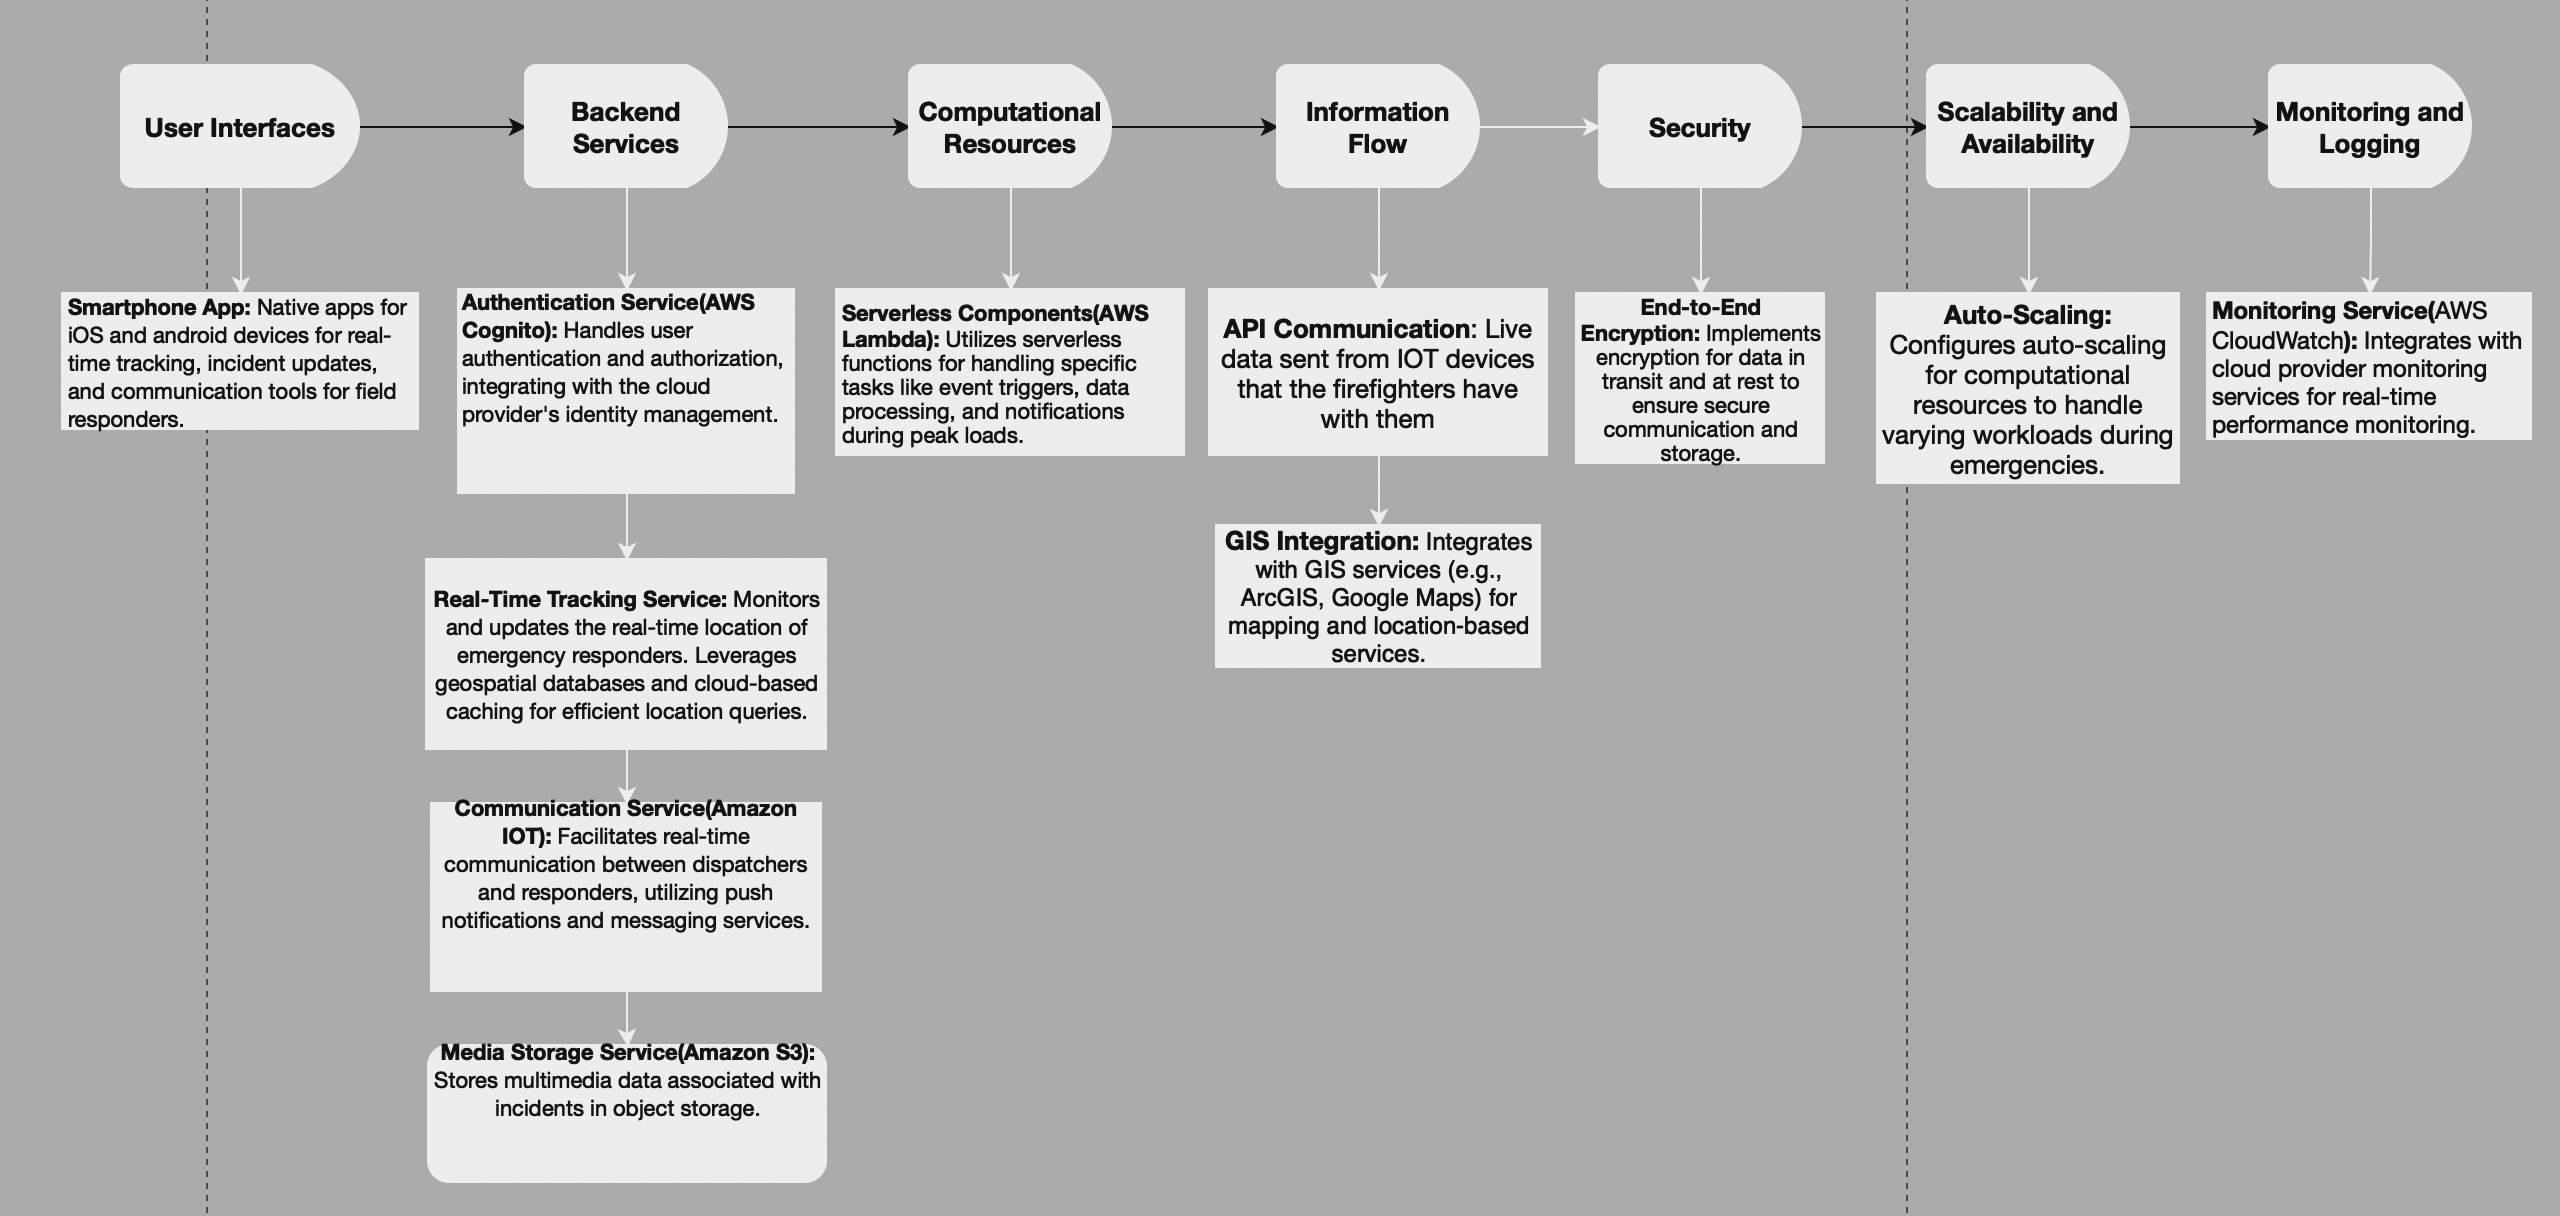 User Interfaces
Backend
Services
Computational
Resources
Information
Flow
Security
Scalability and
Availability
Monitoring and
Logging
Smartphone App: Native apps for
iOS and android devices for real-
time tracking, incident updates,
and communication tools for field
responders.
Authentication Service(AWS
Cognito): Handles user
authentication and authorization,
integrating with the cloud
provider's identity management.
Real-Time Tracking Service: Monitors
and updates the real-time location of
emergency responders. Leverages
geospatial databases and cloud-based
caching for efficient location queries.
Communication Service(Amazon
IOT): Facilitates real-time
communication between dispatchers
and responders, utilizing push
notifications and messaging services.
Media Storage Service(Amazon S3):
Stores multimedia data associated with
incidents in object storage.
Serverless Components(AWS
Lambda): Utilizes serverless
functions for handling specific
tasks like event triggers, data
processing, and notifications
during peak loads.
API Communication: Live
data sent from IOT devices
that the firefighters have
with them
GIS Integration: Integrates
with GIS services (e.g.,
ArcGIS, Google Maps) for
mapping and location-based
services.
End-to-End
Encryption: Implements
encryption for data in
transit and at rest to
ensure secure
communication and
storage.
Auto-Scaling:
Configures auto-scaling
for computational
resources to handle
varying workloads during
emergencies.
Monitoring Service(AWS
CloudWatch): Integrates with
cloud provider monitoring
services for real-time
performance monitoring.